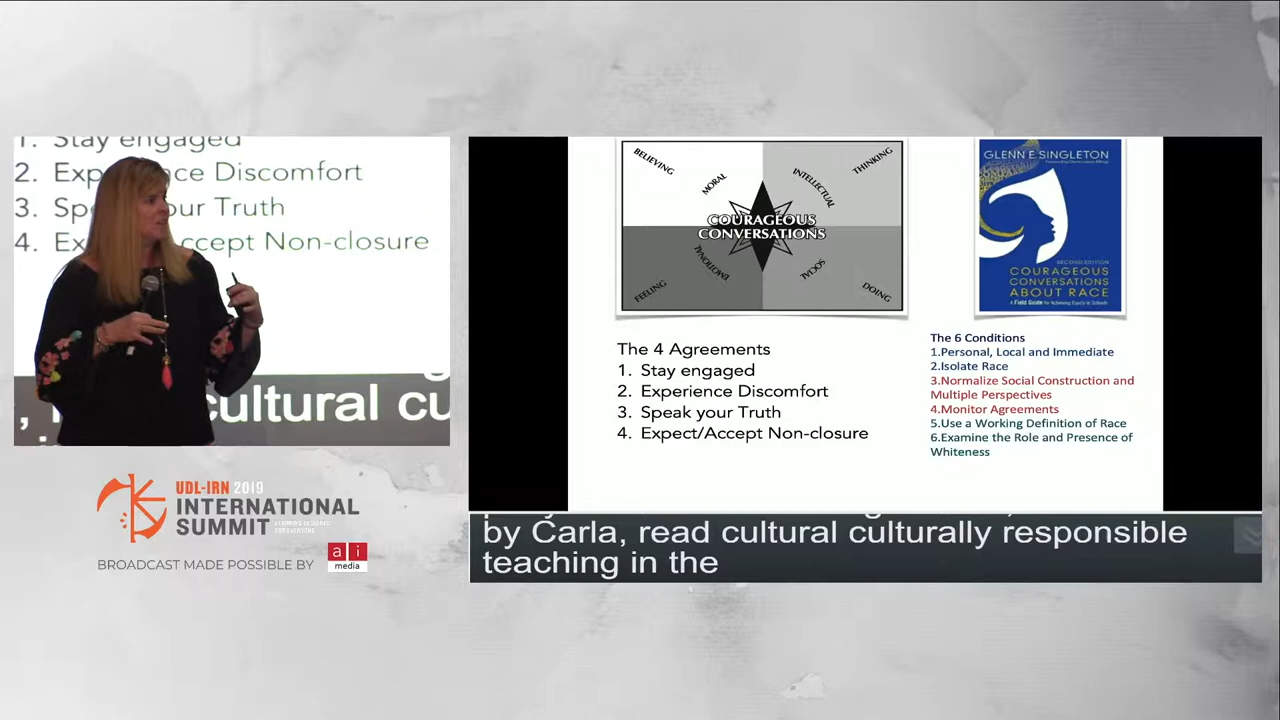 1. Stay engaged
2. Exp Discomfort
3. Sp our Truth
4. Ex ccept Non-closure
cultural cu
UDL-IRN 2019
INTERNATIONAL
SUMMIT
LEARNING DESIGNED
FOR EVERYONE
BROADCAST MADE POSSIBLE BY
a i
media
BELIEVING
THINKING
MORAL
INTELLECTUAL
COURAGEOUS
CONVERSATIONS
EMOTIONAL
SOCIAL
FEELING
DOING
The 4 Agreements
1. Stay engaged
2. Experience Discomfort
3. Speak your Truth
4. Expect/Accept Non-closure
GLENN E. SINGLETON
SECOND EDITION
COURAGEOUS
CONVERSATIONS
ABOUT RACE
A Field Guide for Achieving Equity in Schools
The 6 Conditions
1.Personal, Local and Immediate
2.Isolate Race
3.Normalize Social Construction and
Multiple Perspectives
4.Monitor Agreements
5.Use a Working Definition of Race
6.Examine the Role and Presence of
Whiteness
by Carla, read cultural culturally responsible
teaching in the